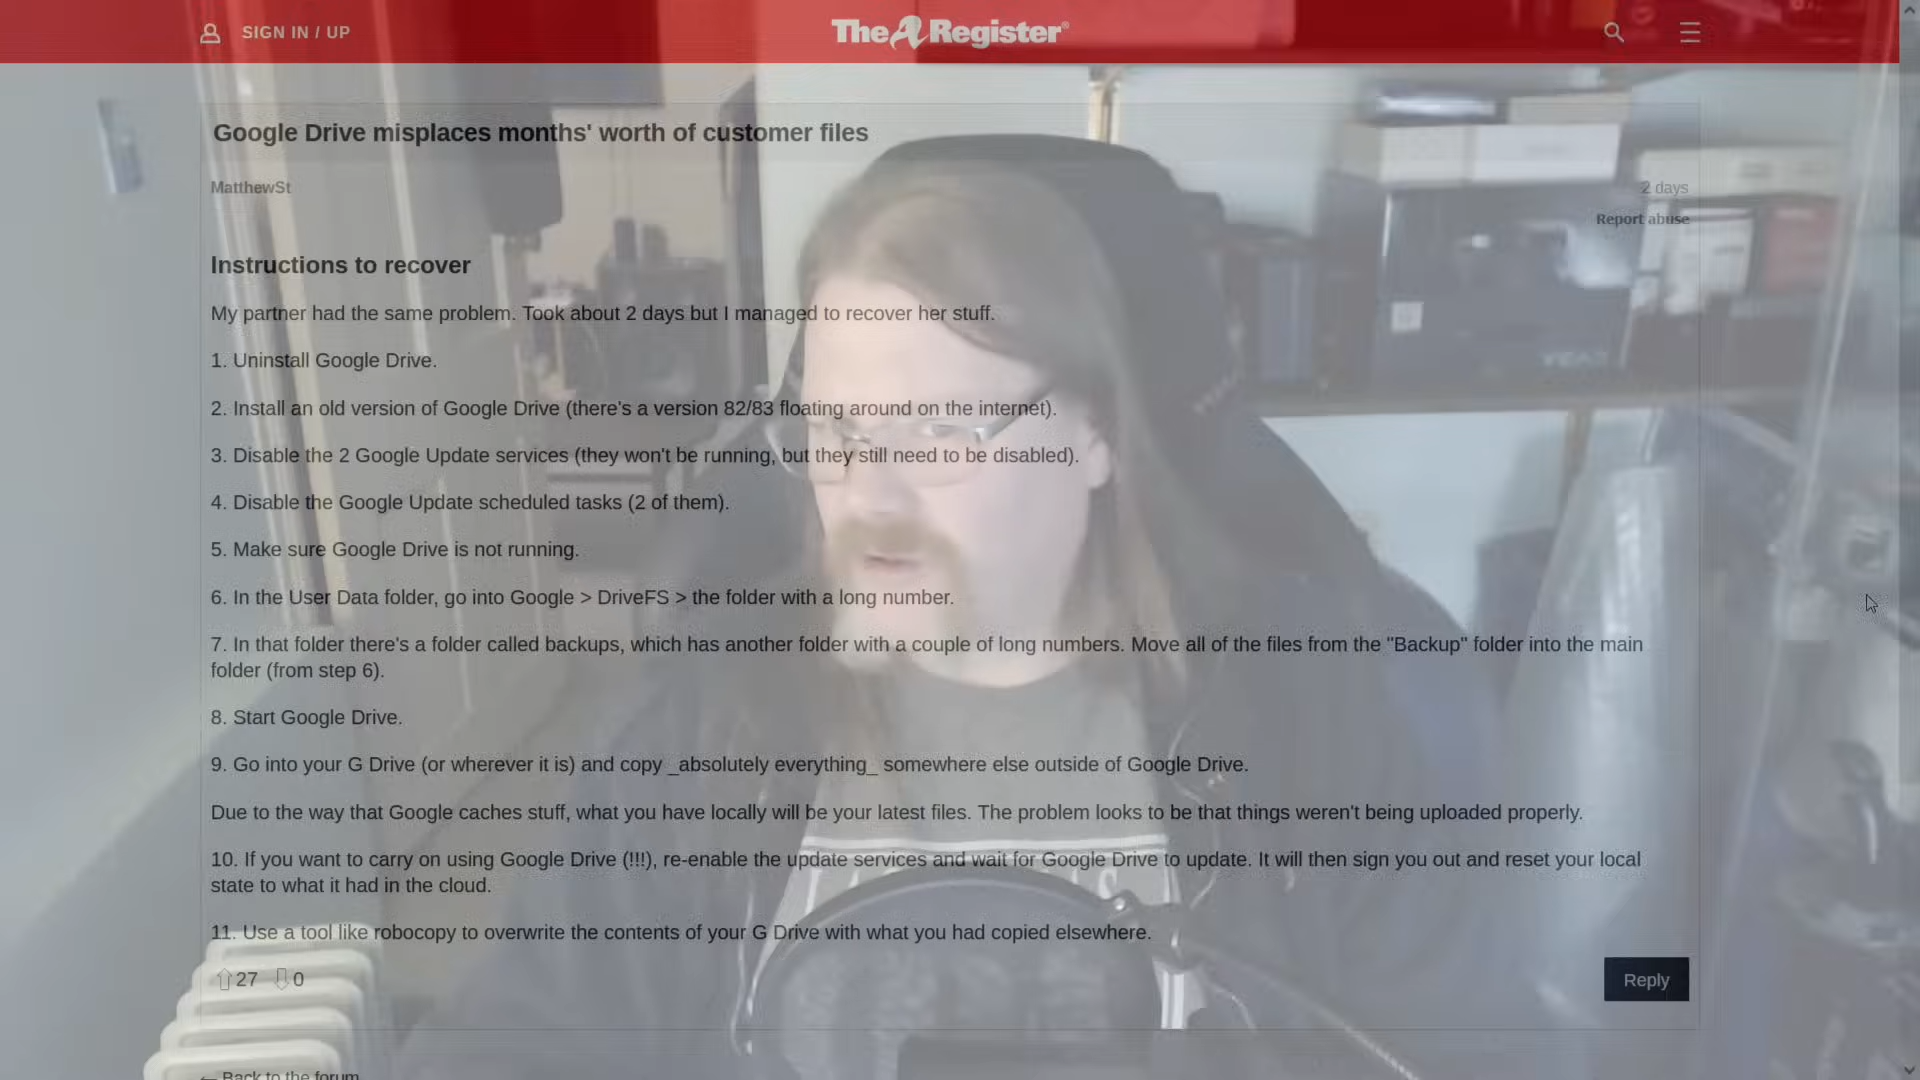 SIGN IN / UP
The Register®
Google Drive misplaces months' worth of customer files
MatthewSt
2 days
Report abuse
Instructions to recover
My partner had the same problem. Took about 2 days but I managed to recover her stuff.
1. Uninstall Google Drive.
2. Install an old version of Google Drive (there's a version 82/83 floating around on the internet).
3. Disable the 2 Google Update services (they won't be running, but they still need to be disabled).
4. Disable the Google Update scheduled tasks (2 of them).
5. Make sure Google Drive is not running.
6. In the User Data folder, go into Google > DriveFS > the folder with a long number.
7. In that folder there's a folder called backups, which has another folder with a couple of long numbers. Move all of the files from the "Backup" folder into the main
folder (from step 6).
8. Start Google Drive.
9. Go into your G Drive (or wherever it is) and copy _absolutely everything_ somewhere else outside of Google Drive.
Due to the way that Google caches stuff, what you have locally will be your latest files. The problem looks to be that things weren't being uploaded properly.
10. If you want to carry on using Google Drive (!!!), re-enable the update services and wait for Google Drive to update. It will then sign you out and reset your local
state to what it had in the cloud.
11. Use a tool like robocopy to overwrite the contents of your G Drive with what you had copied elsewhere.
27 0
Reply
← Back to the forum